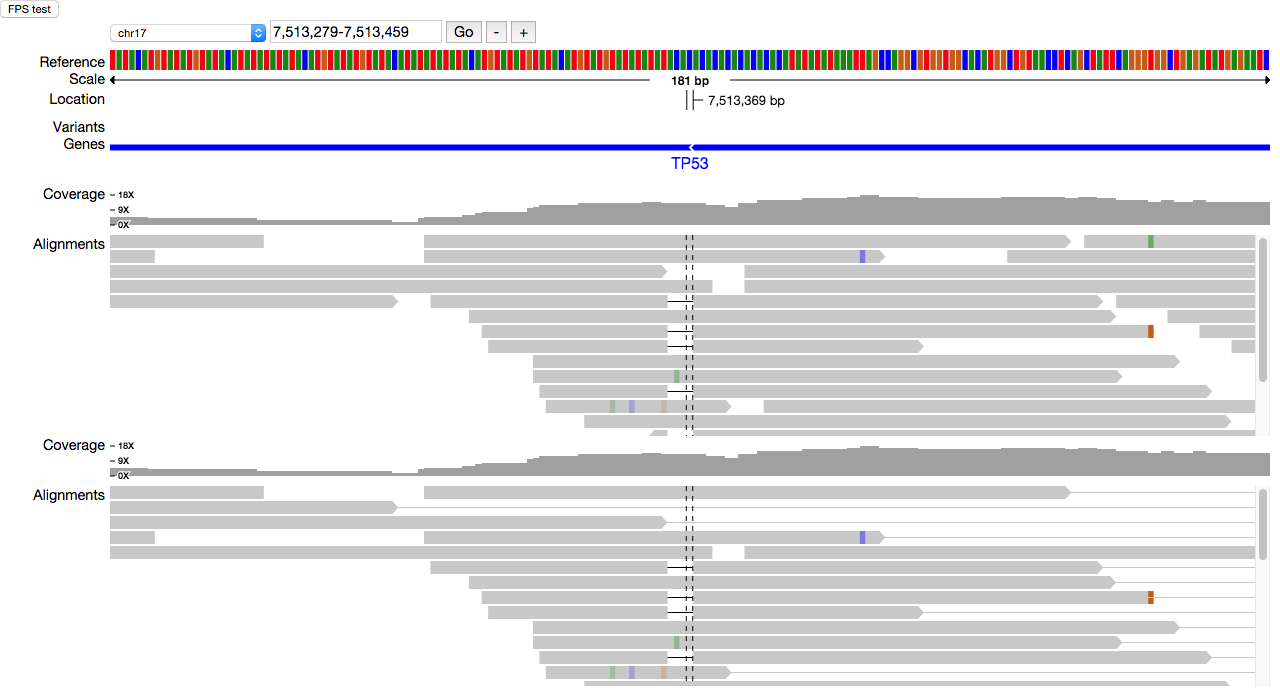 FPS test
chr17 7,513,279-7,513,459 Go - +
Reference
Scale 181 bp
Location 7,513,369 bp
Variants
Genes
TP53
Coverage 18X
9X
0X
Alignments
Coverage 18X
9X
0X
Alignments